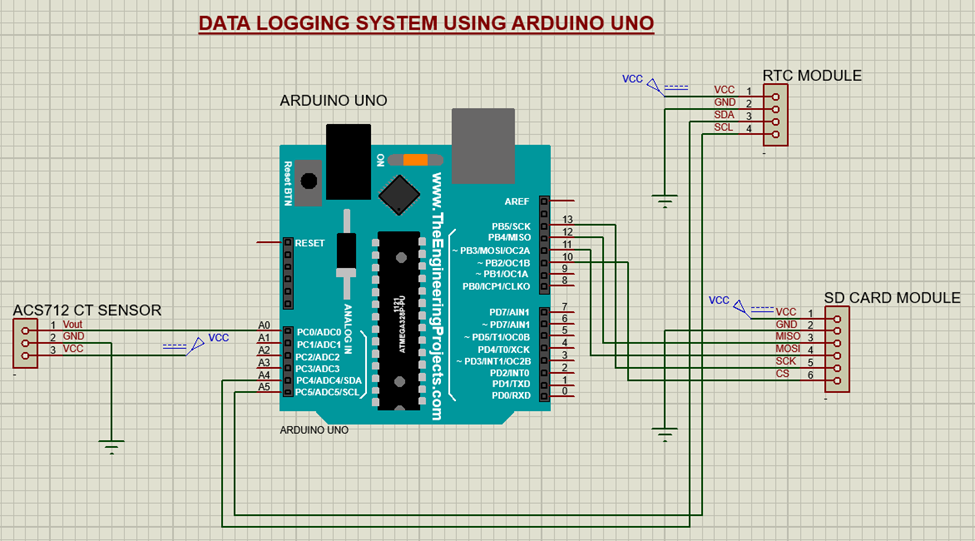 DATA LOGGING SYSTEM USING ARDUINO UNO
ARDUINO UNO
Reset BTN
ON
www.TheEngineeringProjects.com
RESET
ANALOG IN
1121
ATMEGA328P-PU
AREF
PB5/SCK 13
PB4/MISO 12
~ PB3/MOSI/OC2A 11
~ PB2/OC1B 10
~ PB1/OC1A 9
PB0/ICP1/CLKO 8
PD7/AIN1 7
~ PD7/AIN1 6
~ PD5/T1/OC0B 5
PD4/T0/XCK 4
~ PD3/INT1/OC2B 3
PD2/INT0 2
PD1/TXD 1
PD0/RXD 0
A0 PC0/ADC0
A1 PC1/ADC1
A2 PC2/ADC2
A3 PC3/ADC3
A4 PC4/ADC4/SDA
A5 PC5/ADC5/SCL
ARDUINO UNO
ACS712 CT SENSOR
1 Vout
2 GND
3 VCC
VCC
-
RTC MODULE
VCC
VCC 1
GND 2
SDA 3
SCL 4
-
SD CARD MODULE
VCC
VCC 1
GND 2
MISO 3
MOSI 4
SCK 5
CS 6
-